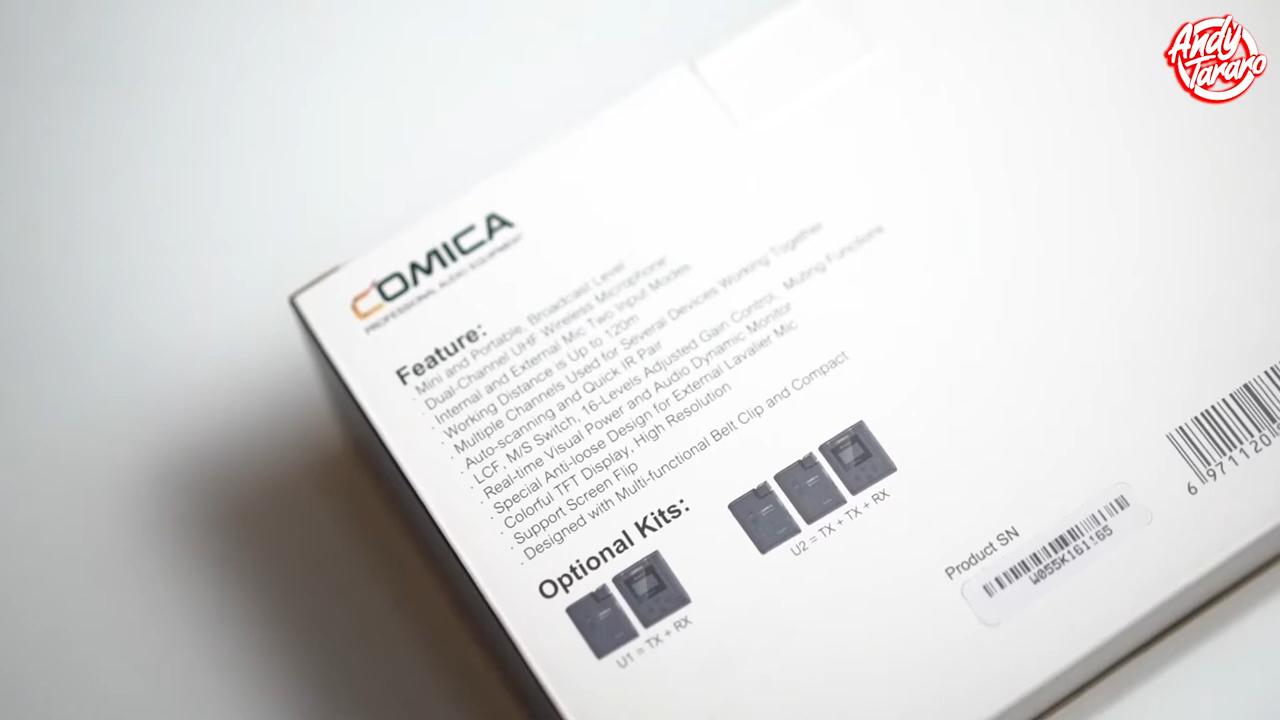 Andy
Tararo
COMICA
PROFESSIONAL AUDIO EQUIPMENT
Feature:
· Mini and Portable, Broadcast Level
· Dual-Channel UHF Wireless Microphone
· Internal and External Mic Two Input Modes
· Working Distance is Up to 120m
· Multiple Channels Used for Several Devices Working Together
· Auto-scanning and Quick IR Pair
· LCF, M/S Switch, 16-Levels Adjusted Gain Control, Muting Functions
· Real-time Visual Power and Audio Dynamic Monitor
· Special Anti-loose Design for External Lavalier Mic
· Colorful TFT Display, High Resolution
· Support Screen Flip
· Designed with Multi-functional Belt Clip and Compact
Optional Kits:
U1 = TX + RX
U2 = TX + TX + RX
Product SN
W055K161165
6 971120